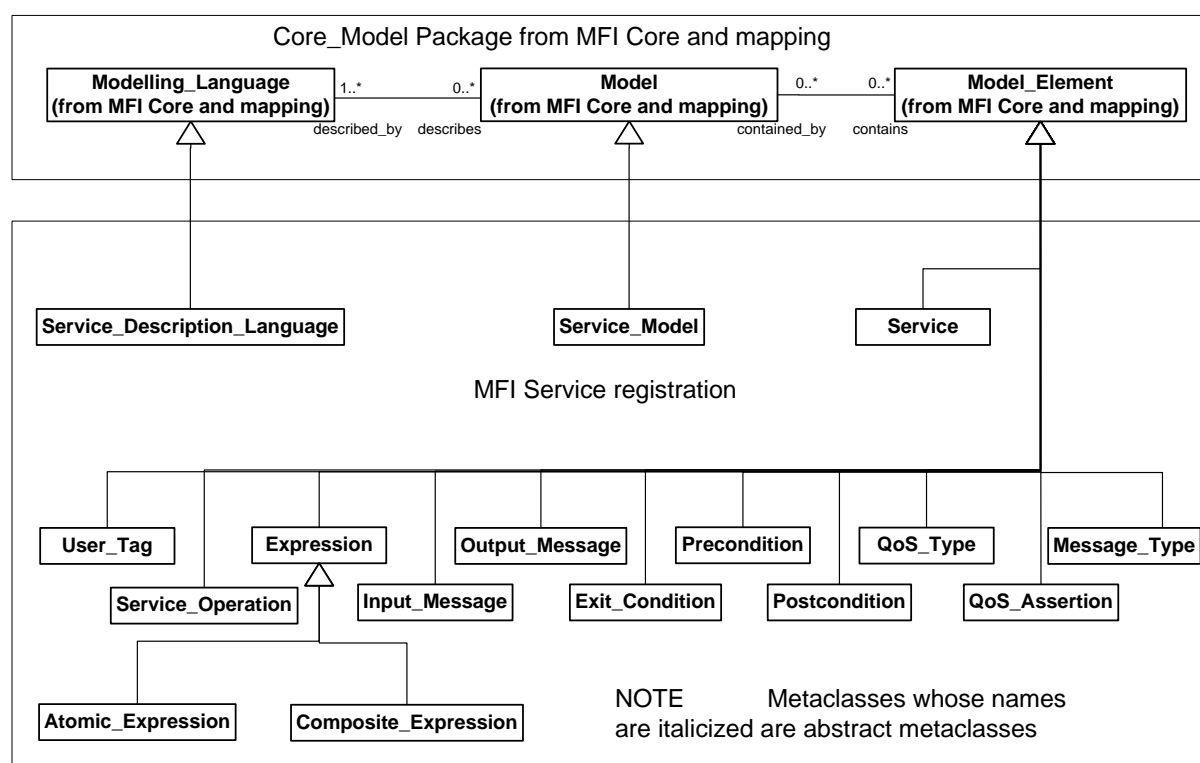 Core_Model Package from MFI Core and mapping
Modelling_Language
(from MFI Core and mapping)
1..*
0..*
described_by
describes
Model
(from MFI Core and mapping)
0..*
0..*
contained_by
contains
Model_Element
(from MFI Core and mapping)
Service_Description_Language
Service_Model
Service
MFI Service registration
User_Tag
Expression
Output_Message
Precondition
QoS_Type
Message_Type
Service_Operation
Input_Message
Exit_Condition
Postcondition
QoS_Assertion
Atomic_Expression
Composite_Expression
NOTE Metaclasses whose names
are italicized are abstract metaclasses